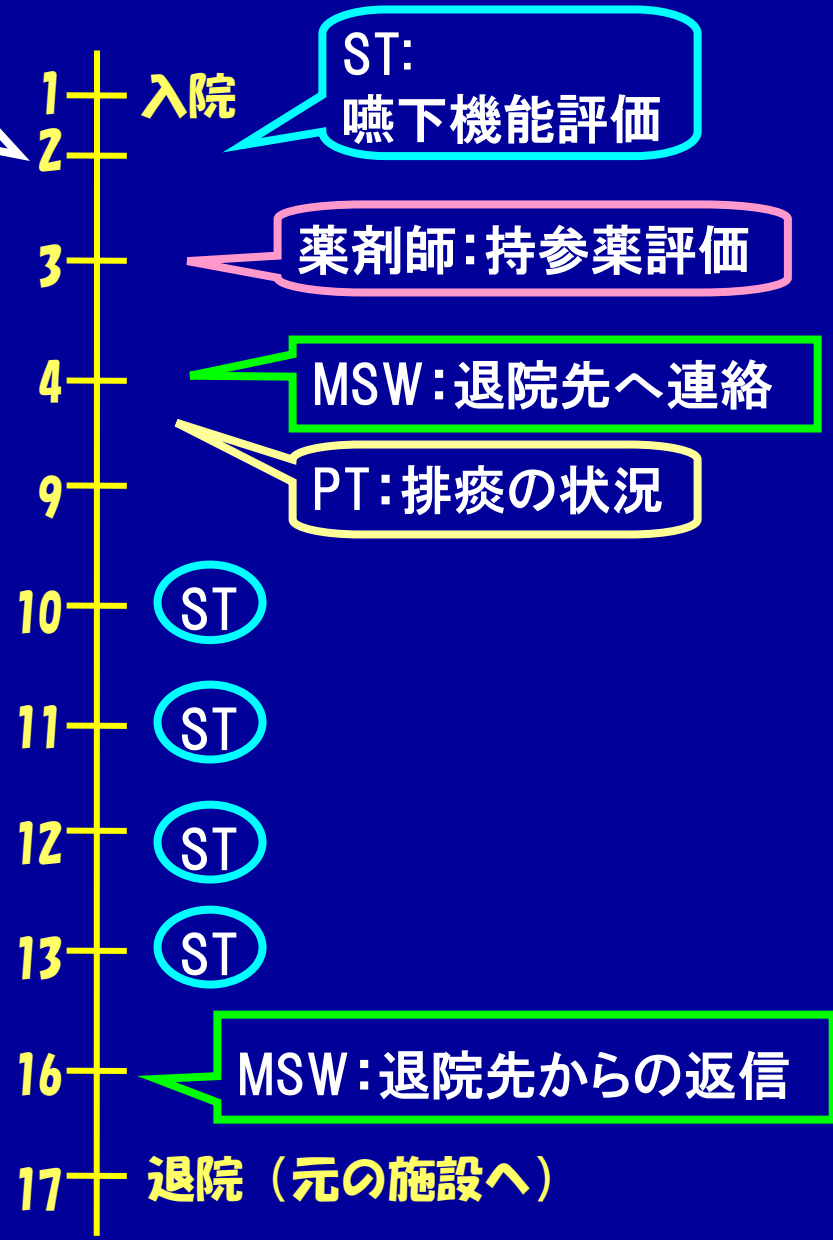 1 入院
ST:
嚥下機能評価
2
3 薬剤師：持参薬評価
4 MSW：退院先へ連絡
PT：排痰の状況
9
10 ST
11 ST
12 ST
13 ST
16 MSW：退院先からの返信
17 退院（元の施設へ）